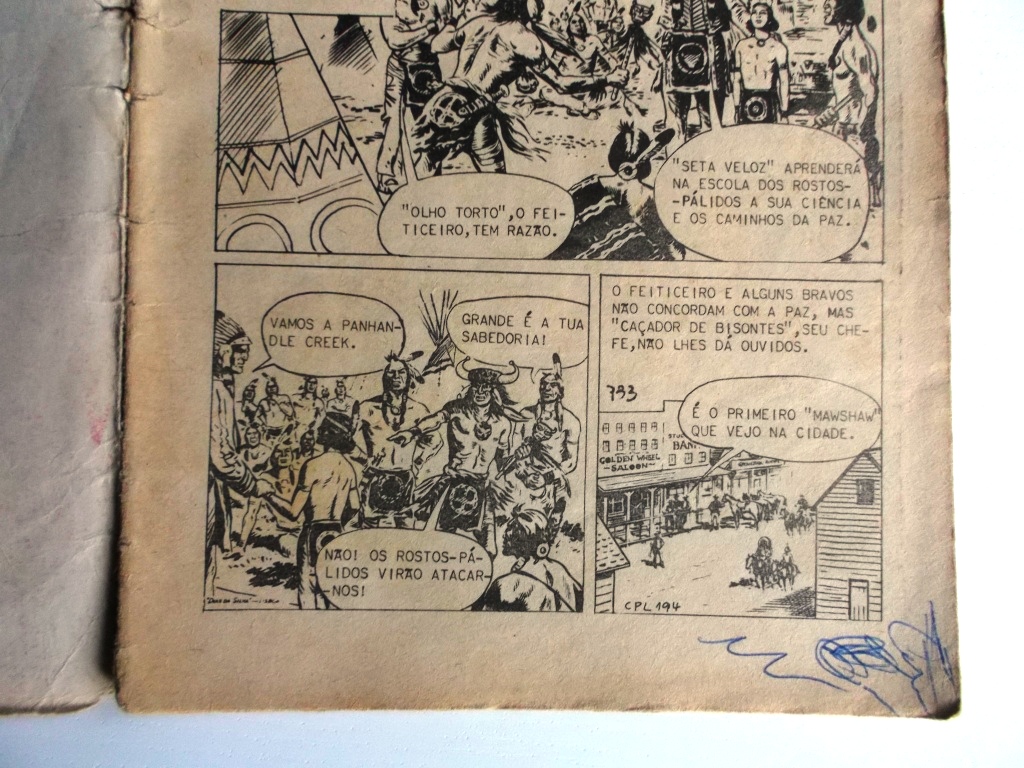 "OLHO TORTO", O FEI-
TICEIRO, TEM RAZÃO.
"SETA VELOZ" APRENDERÁ
NA ESCOLA DOS ROSTOS-
-PÁLIDOS A SUA CIÊNCIA
E OS CAMINHOS DA PAZ.
VAMOS A PANHAN-
DLE CREEK.
GRANDE É A TUA
SABEDORIA!
NÃO! OS ROSTOS-PÁ-
LIDOS VIRÃO ATACAR-
-NOS!
O FEITICEIRO E ALGUNS BRAVOS
NÃO CONCORDAM COM A PAZ, MAS
"CAÇADOR DE BISONTES", SEU CHE-
FE, NÃO LHES DÁ OUVIDOS.
733
É O PRIMEIRO "MAWSHAW"
QUE VEJO NA CIDADE.
BAN
GOLDEN WHEEL
-SALOON-
CPL 194